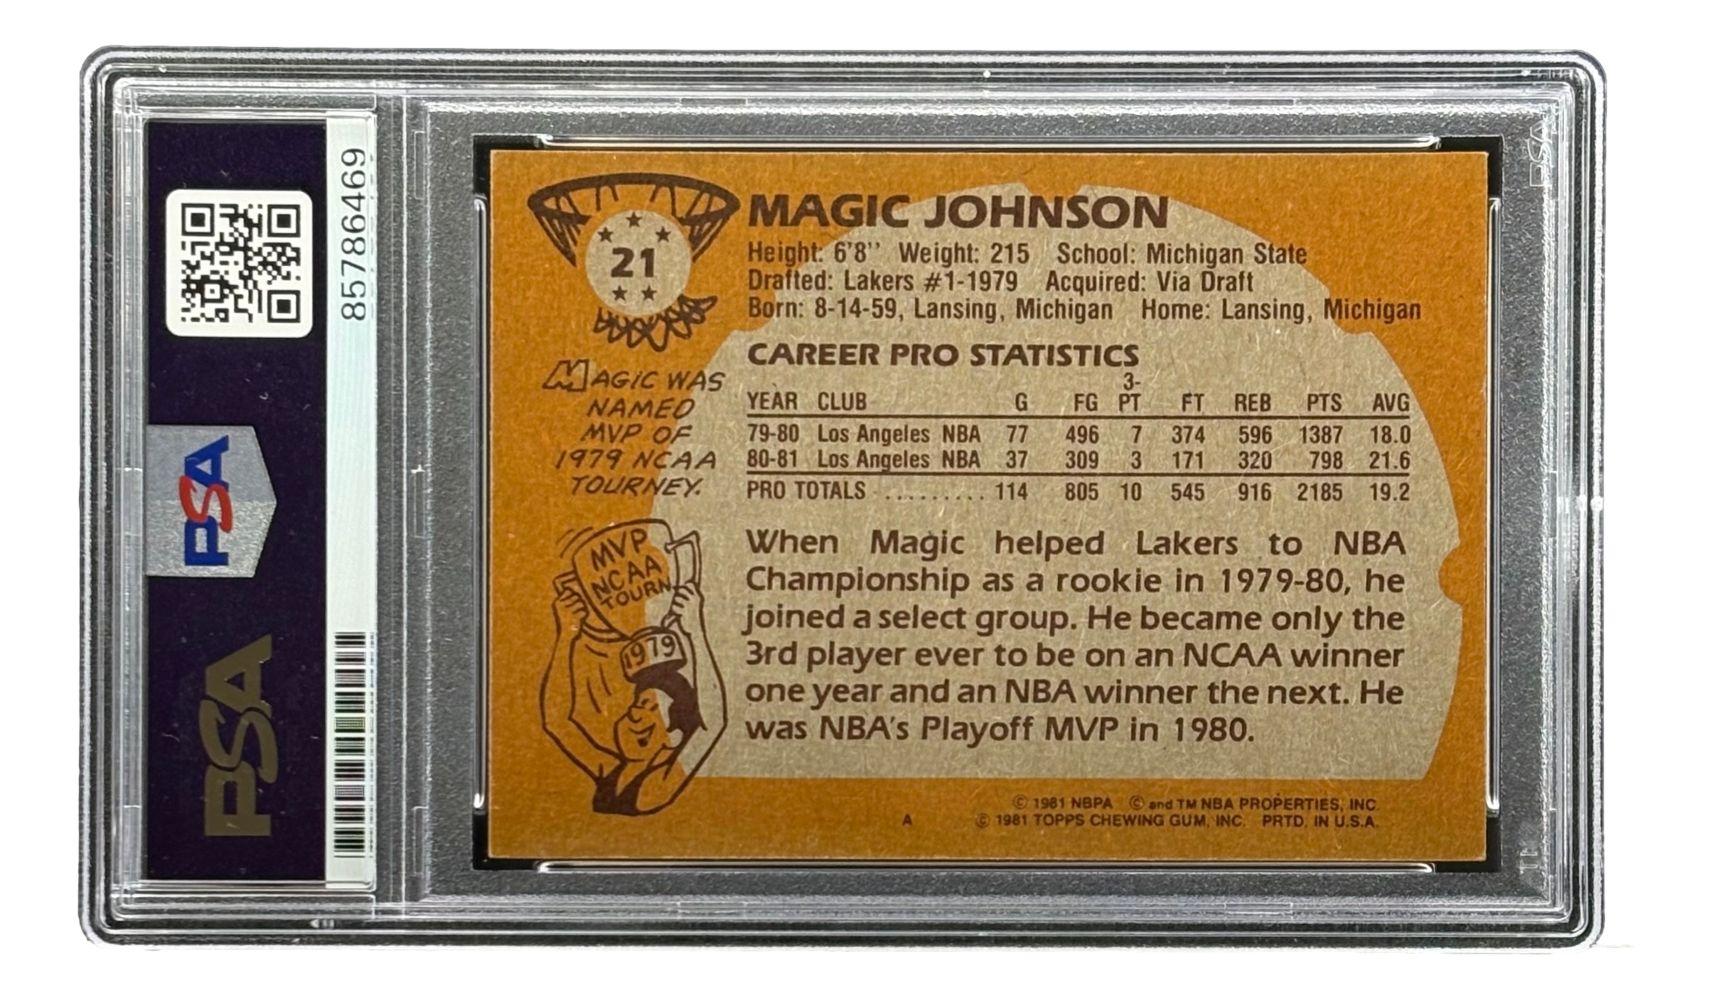 85786469
PSA
PSA
21
MAGIC JOHNSON
Height: 6'8'' Weight: 215 School: Michigan State
Drafted: Lakers #1-1979 Acquired: Via Draft
Born: 8-14-59, Lansing, Michigan Home: Lansing, Michigan
MAGIC WAS
NAMED
MVP OF
1979 NCAA
TOURNEY.
MVP
NCAA
TOURN
1979
CAREER PRO STATISTICS
YEAR CLUB G FG 3-PT FT REB PTS AVG
79-80 Los Angeles NBA 77 496 7 374 596 1387 18.0
80-81 Los Angeles NBA 37 309 3 171 320 798 21.6
PRO TOTALS .......... 114 805 10 545 916 2185 19.2
When Magic helped Lakers to NBA
Championship as a rookie in 1979-80, he
joined a select group. He became only the
3rd player ever to be on an NCAA winner
one year and an NBA winner the next. He
was NBA's Playoff MVP in 1980.
© 1981 NBPA © and TM NBA PROPERTIES, INC.
A © 1981 TOPPS CHEWING GUM, INC. PRTD. IN U.S.A.
PSA